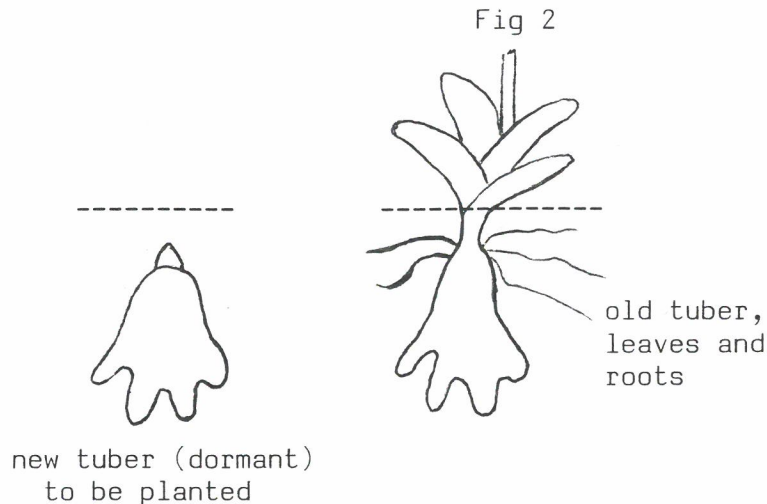 Fig 2
old tuber,
leaves and
roots
new tuber (dormant)
to be planted